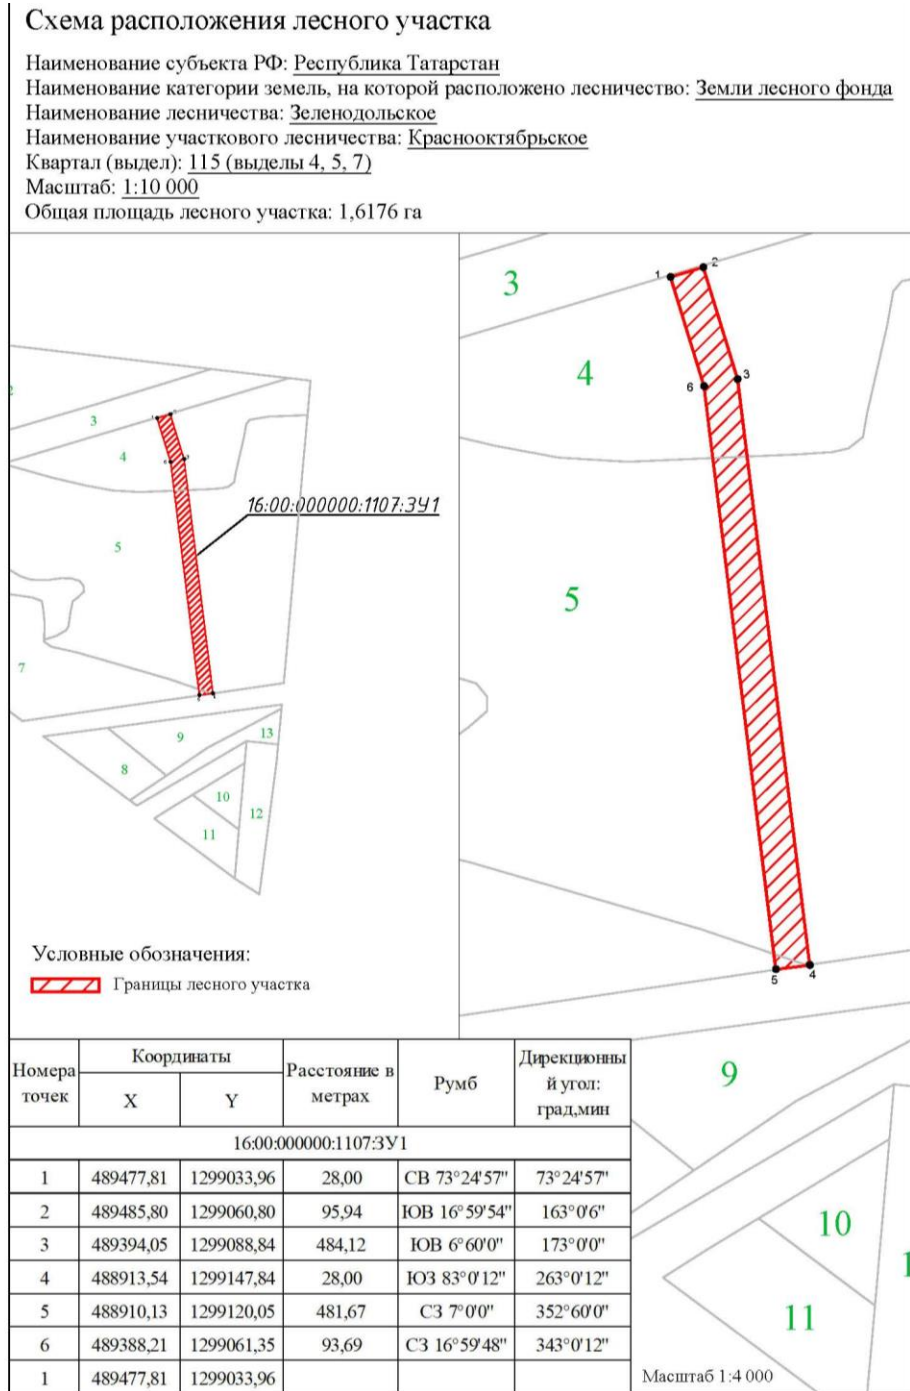 Схема расположения лесного участка
Наименование субъекта РФ: Республика Татарстан
Наименование категории земель, на которой расположено лесничество: Земли лесного фонда
Наименование лесничества: Зеленодольское
Наименование участкового лесничества: Краснооктябрьское
Квартал (выдел): 115 (выделы 4, 5, 7)
Масштаб: 1:10 000
Общая площадь лесного участка: 1,6176 га
2
3
4
5
7
16:00:000000:1107:ЗУ1
9
13
8
10
12
11
3
1
2
4
6
3
5
5
4
Условные обозначения:
Границы лесного участка
Номера точек Координаты Расстояние в метрах Румб Дирекционны й угол: град,мин
X Y
16:00:000000:1107:ЗУ1
1 489477,81 1299033,96 28,00 СВ 73°24'57" 73°24'57"
2 489485,80 1299060,80 95,94 ЮВ 16°59'54" 163°0'6"
3 489394,05 1299088,84 484,12 ЮВ 6°60'0" 173°0'0"
4 488913,54 1299147,84 28,00 ЮЗ 83°0'12" 263°0'12"
5 488910,13 1299120,05 481,67 СЗ 7°0'0" 352°60'0"
6 489388,21 1299061,35 93,69 СЗ 16°59'48" 343°0'12"
1 489477,81 1299033,96
9
10
11
Масштаб 1:4 000